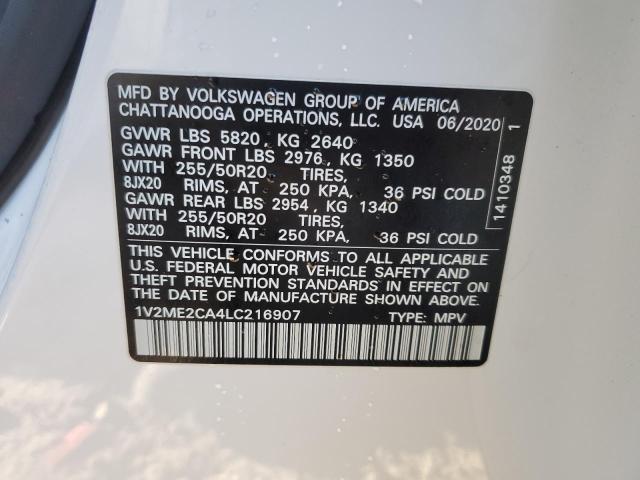 MFD BY VOLKSWAGEN GROUP OF AMERICA
CHATTANOOGA OPERATIONS, LLC. USA 06/2020
GVWR LBS 5820, KG 2640
GAWR FRONT LBS 2976, KG 1350
WITH 255/50R20 TIRES,
8JX20 RIMS, AT 250 KPA, 36 PSI COLD
GAWR REAR LBS 2954, KG 1340
WITH 255/50R20 TIRES,
8JX20 RIMS, AT 250 KPA, 36 PSI COLD
THIS VEHICLE CONFORMS TO ALL APPLICABLE
U.S. FEDERAL MOTOR VEHICLE SAFETY AND
THEFT PREVENTION STANDARDS IN EFFECT ON
THE DATE OF MANUFACTURE SHOWN ABOVE.
1V2ME2CA4LC216907 TYPE: MPV
1410348 1